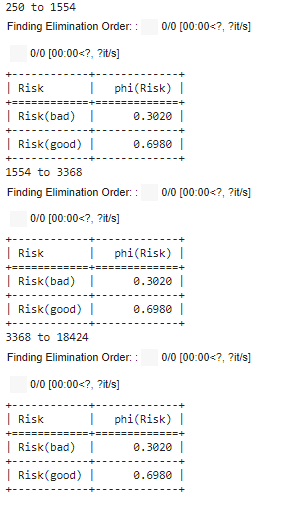 250 to 1554
Finding Elimination Order: : 0/0 [00:00<?, ?it/s]
0/0 [00:00<?, ?it/s]
+------------+-------------+
| Risk       |   phi(Risk) |
+============+=============+
| Risk(bad)  |      0.3020 |
+------------+-------------+
| Risk(good) |      0.6980 |
+------------+-------------+
1554 to 3368
Finding Elimination Order: : 0/0 [00:00<?, ?it/s]
0/0 [00:00<?, ?it/s]
+------------+-------------+
| Risk       |   phi(Risk) |
+============+=============+
| Risk(bad)  |      0.3020 |
+------------+-------------+
| Risk(good) |      0.6980 |
+------------+-------------+
3368 to 18424
Finding Elimination Order: : 0/0 [00:00<?, ?it/s]
0/0 [00:00<?, ?it/s]
+------------+-------------+
| Risk       |   phi(Risk) |
+============+=============+
| Risk(bad)  |      0.3020 |
+------------+-------------+
| Risk(good) |      0.6980 |
+------------+-------------+